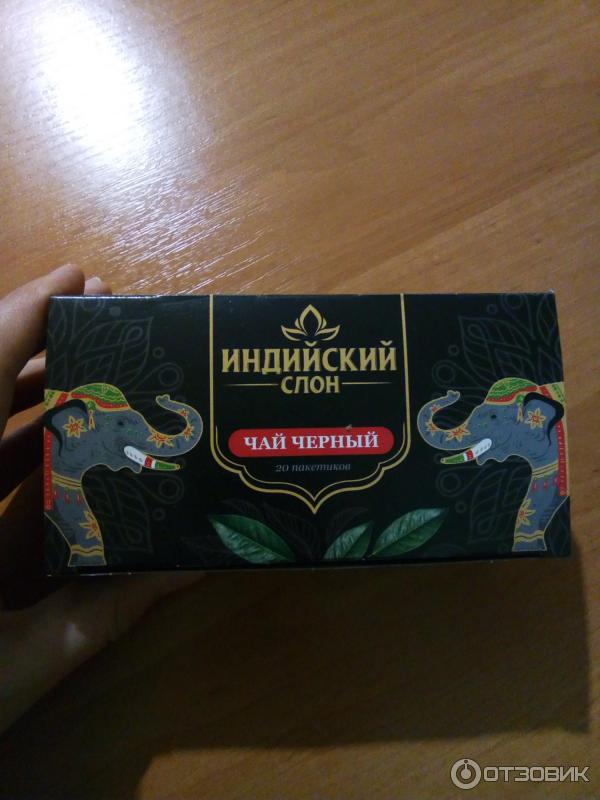 ИНДИЙСКИЙ
СЛОН
ЧАЙ ЧЕРНЫЙ
20 пакетиков
ОТЗОВИК